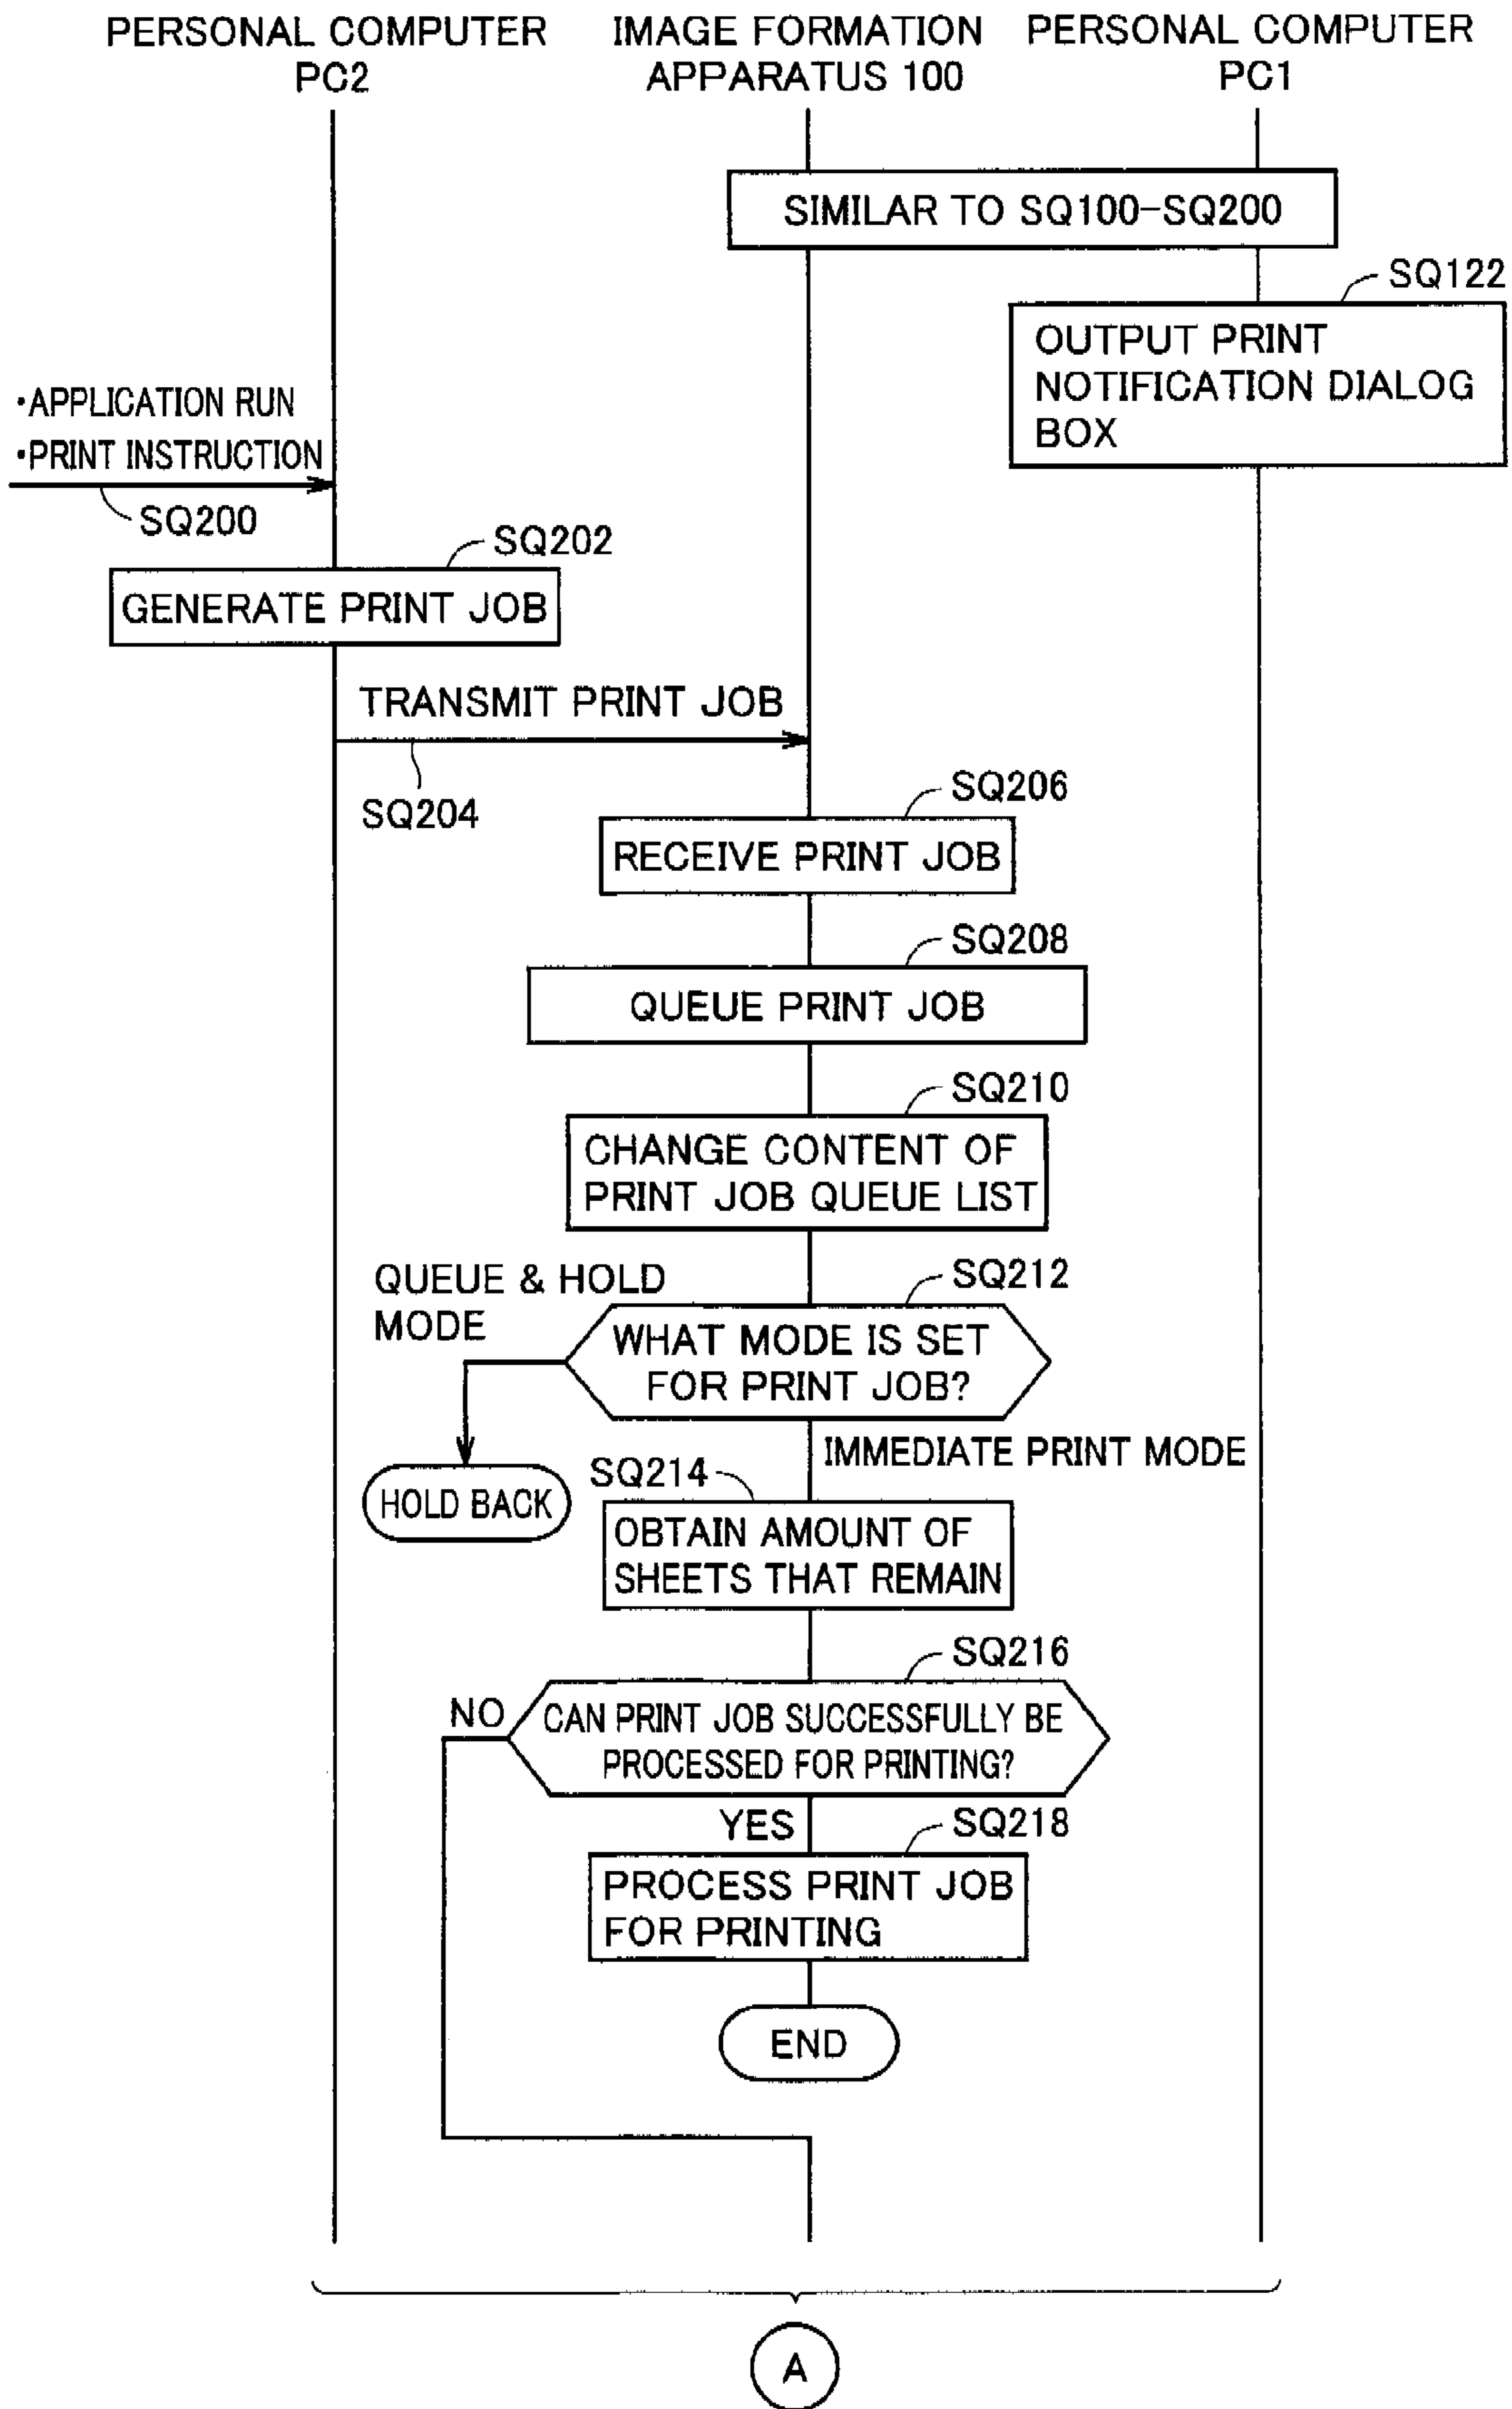 PERSONAL COMPUTER
PC2
IMAGE FORMATION
APPARATUS 100
PERSONAL COMPUTER
PC1
SIMILAR TO SQ100-SQ200
SQ122
OUTPUT PRINT
NOTIFICATION DIALOG
BOX
•APPLICATION RUN
•PRINT INSTRUCTION
SQ200
SQ202
GENERATE PRINT JOB
TRANSMIT PRINT JOB
SQ204
SQ206
RECEIVE PRINT JOB
SQ208
QUEUE PRINT JOB
SQ210
CHANGE CONTENT OF
PRINT JOB QUEUE LIST
QUEUE & HOLD
MODE
SQ212
WHAT MODE IS SET
FOR PRINT JOB?
HOLD BACK
IMMEDIATE PRINT MODE
SQ214
OBTAIN AMOUNT OF
SHEETS THAT REMAIN
SQ216
NO
CAN PRINT JOB SUCCESSFULLY BE
PROCESSED FOR PRINTING?
YES
SQ218
PROCESS PRINT JOB
FOR PRINTING
END
A